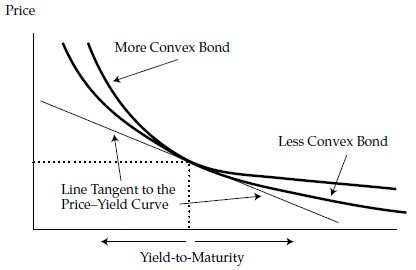 Price
More Convex Bond
Less Convex Bond
Line Tangent to the
Price–Yield Curve
Yield-to-Maturity